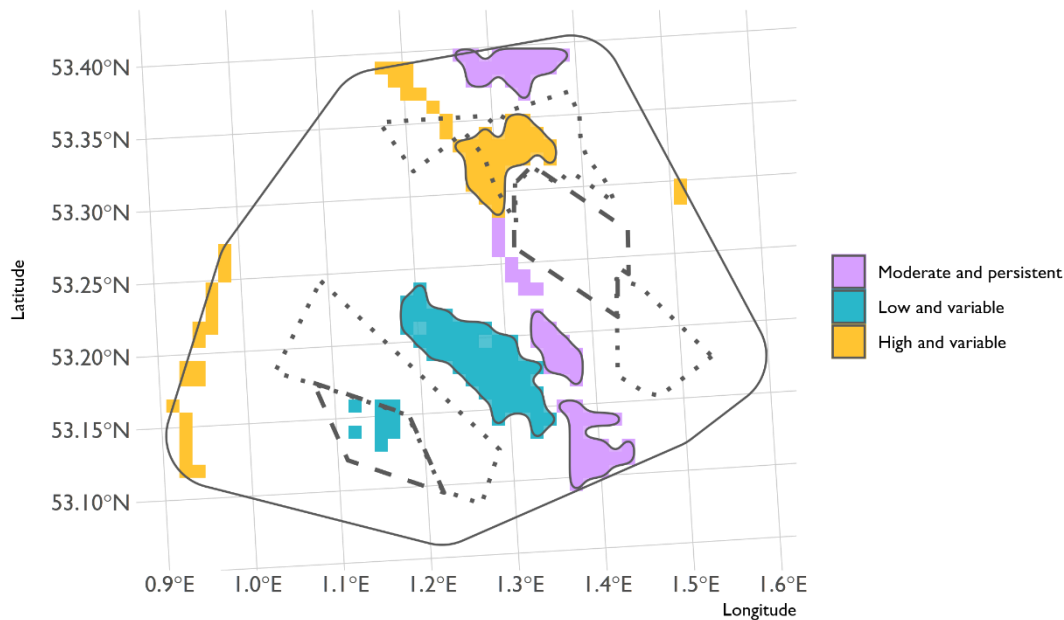 53.40°N
53.35°N
53.30°N
53.25°N
53.20°N
53.15°N
53.10°N
Latitude
0.9°E 1.0°E 1.1°E 1.2°E 1.3°E 1.4°E 1.5°E 1.6°E
Longitude
Moderate and persistent
Low and variable
High and variable